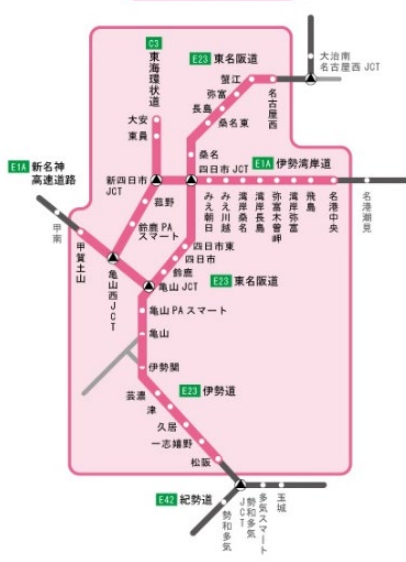 C3
東海環状道
E23 東名阪道
大治南
名古屋西JCT
蟹江
弥富
長島
桑名東
名古屋西
大安
東員
桑名
四日市JCT
E1A 伊勢湾岸道
E1A 新名神
高速道路
新四日市
JCT
みえ朝日
みえ川越
湾岸桑名
湾岸長島
弥富木曽岬
湾岸弥富
飛島
名港中央
名港潮見
菰野
鈴鹿PA
スマート
甲南
甲賀土山
亀山西JCT
四日市東
四日市
鈴鹿
亀山JCT
E23 東名阪道
亀山PAスマート
亀山
伊勢関
E23 伊勢道
芸濃
津
久居
一志嬉野
松阪
E42 紀勢道
勢和多気
勢和多気
JCT
多気スマート
玉城